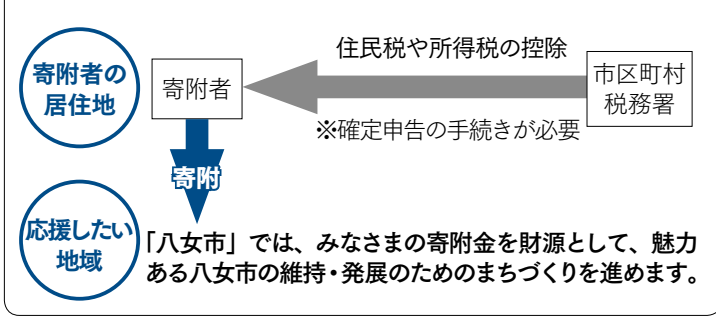 住民税や所得税の控除
寄附者の
居住地
寄附者
市区町村
税務署
※確定申告の手続きが必要
寄附
応援したい
地域
「八女市」では、みなさまの寄附金を財源として、魅力
ある八女市の維持・発展のためのまちづくりを進めます。